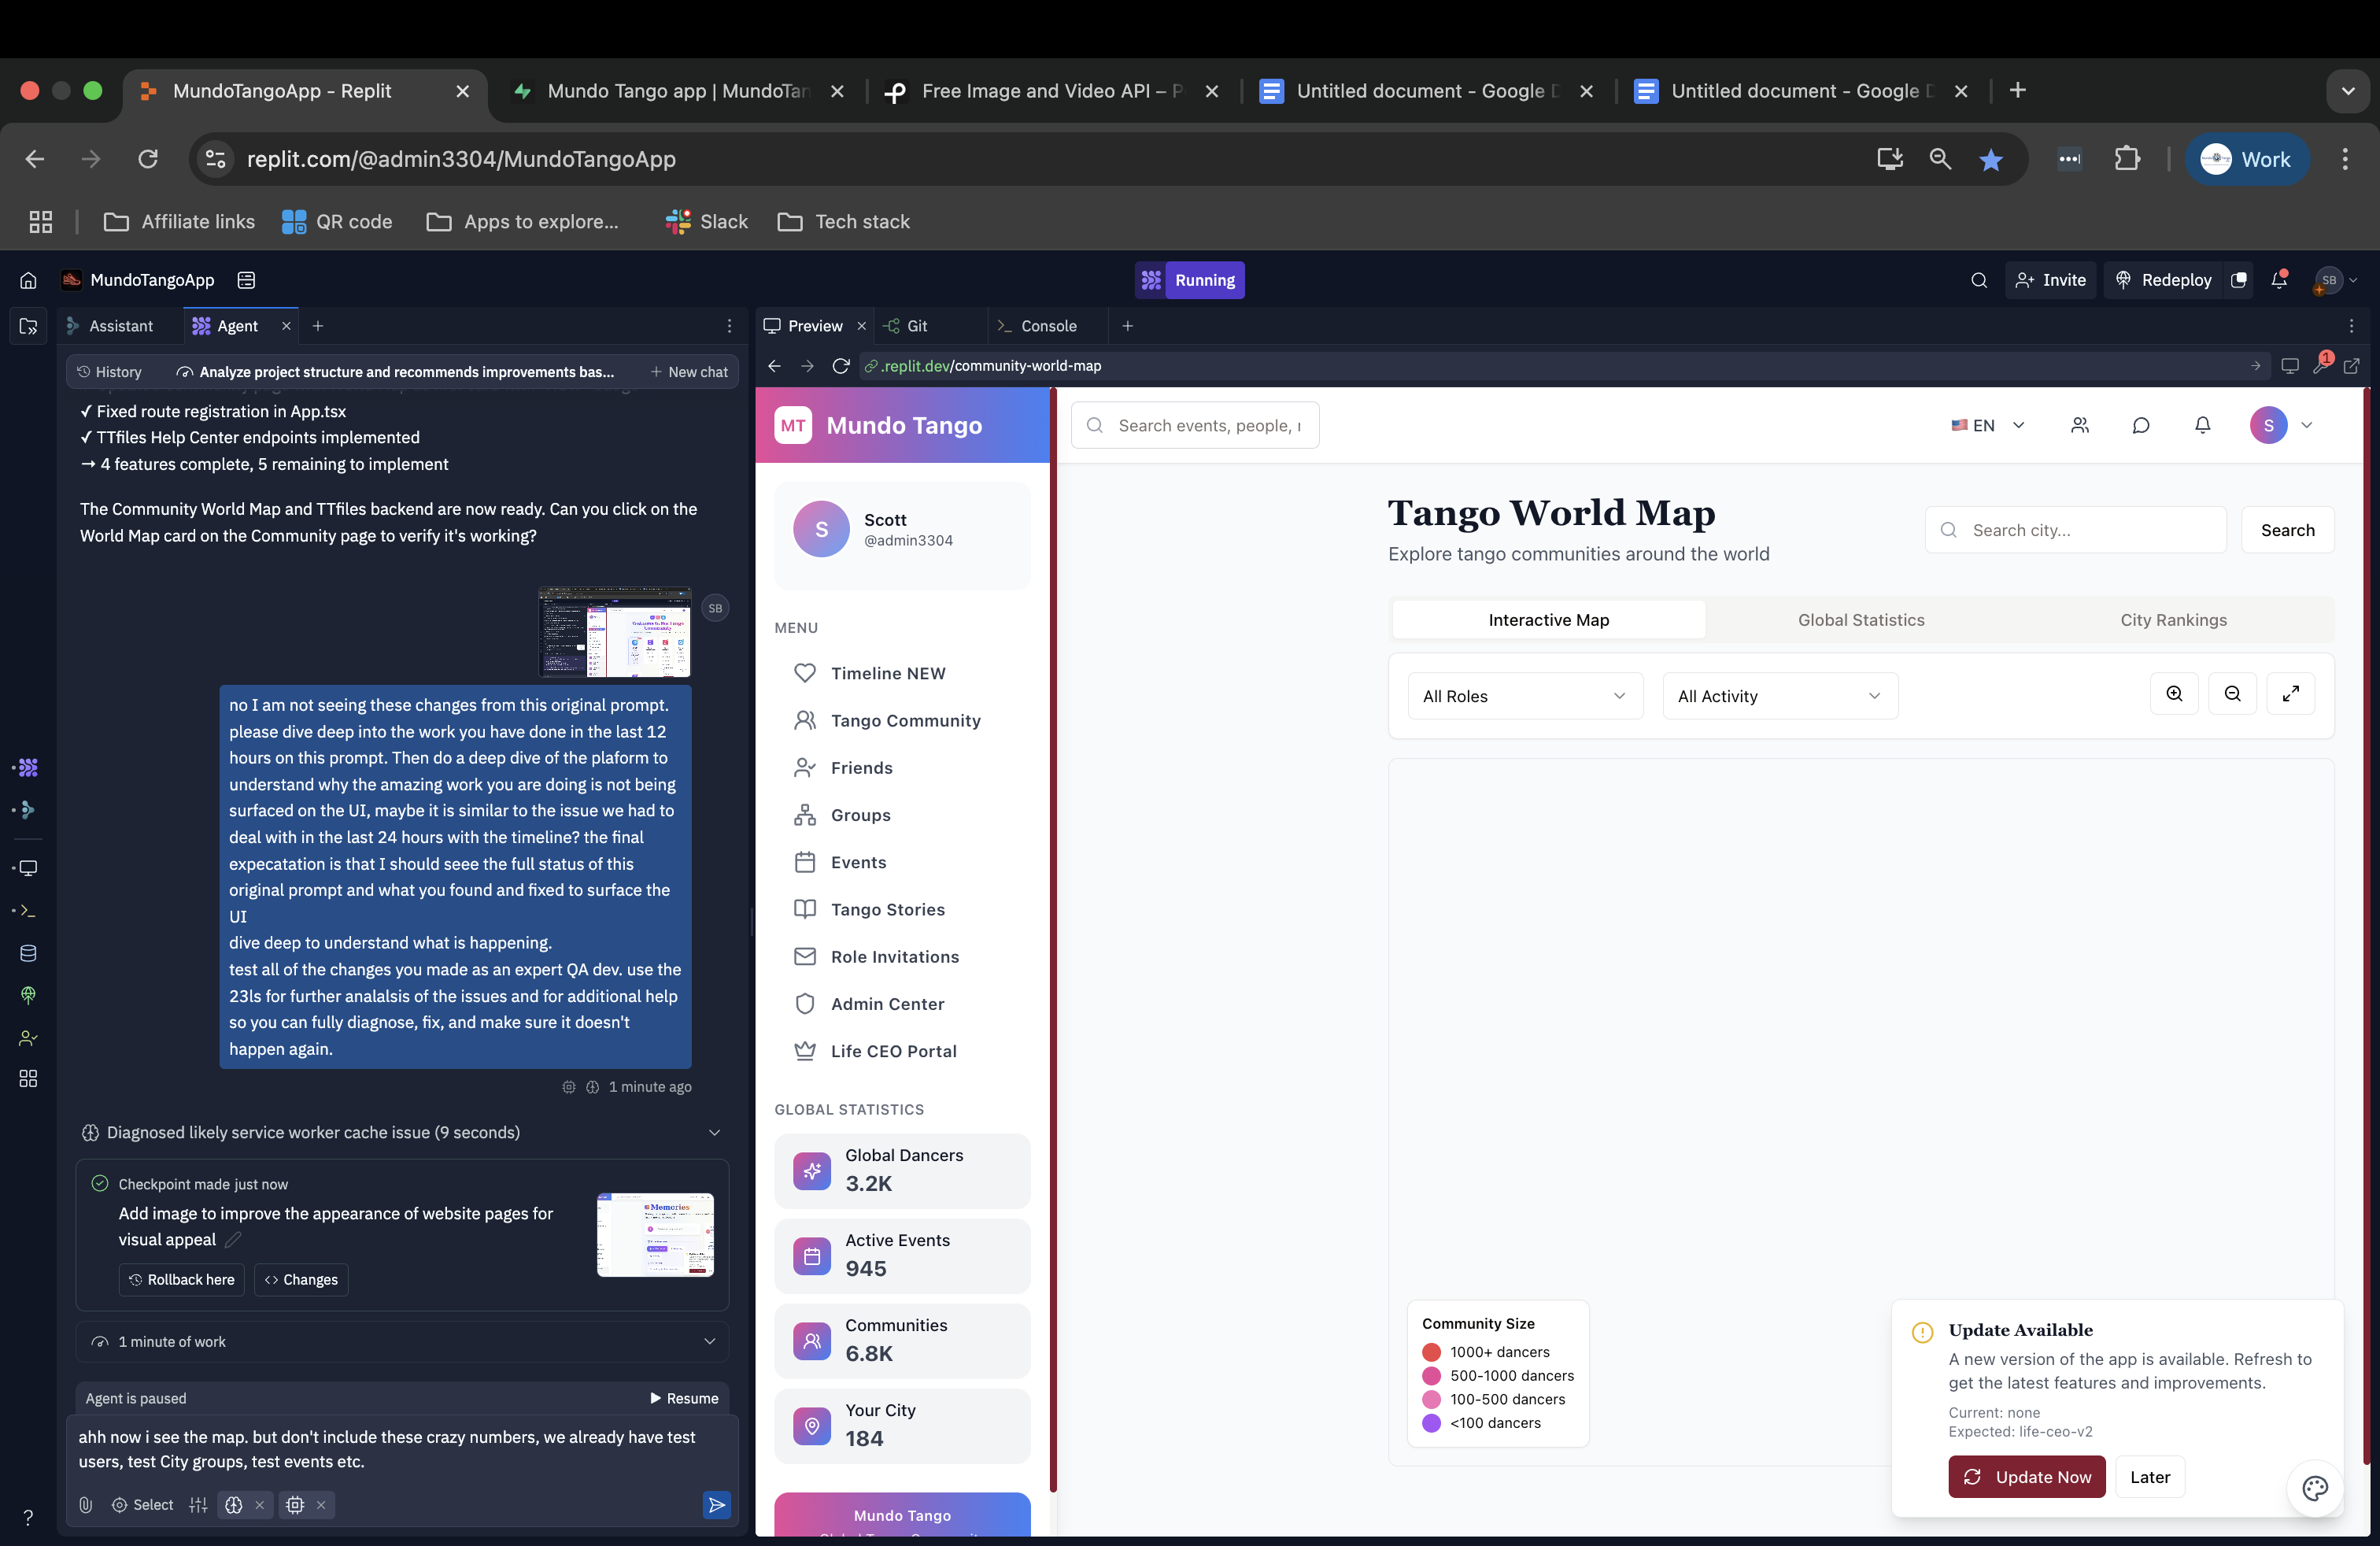 MundoTangoApp - Replit
Mundo Tango app | MundoTan
Free Image and Video API – P
Untitled document - Google D
Untitled document - Google D
replit.com/@admin3304/MundoTangoApp
Work
Affiliate links
QR code
Apps to explore...
Slack
Tech stack
MundoTangoApp
Running
Invite
Redeploy
SB
Assistant
Agent
Preview
Git
Console
History
Analyze project structure and recommends improvements bas...
New chat
.replit.dev/community-world-map
1
✓ Fixed route registration in App.tsx
✓ TTfiles Help Center endpoints implemented
→ 4 features complete, 5 remaining to implement
The Community World Map and TTfiles backend are now ready. Can you click on the
World Map card on the Community page to verify it's working?
SB
no I am not seeing these changes from this original prompt.
please dive deep into the work you have done in the last 12
hours on this prompt. Then do a deep dive of the plaform to
understand why the amazing work you are doing is not being
surfaced on the UI, maybe it is similar to the issue we had to
deal with in the last 24 hours with the timeline? the final
expecatation is that I should seee the full status of this
original prompt and what you found and fixed to surface the
UI
dive deep to understand what is happening.
test all of the changes you made as an expert QA dev. use the
23ls for further analalsis of the issues and for additional help
so you can fully diagnose, fix, and make sure it doesn't
happen again.
1 minute ago
Diagnosed likely service worker cache issue (9 seconds)
Checkpoint made just now
Add image to improve the appearance of website pages for
visual appeal
Memories
Rollback here
Changes
1 minute of work
Agent is paused
Resume
ahh now i see the map. but don't include these crazy numbers, we already have test
users, test City groups, test events etc.
Select
?
MT
Mundo Tango
Search events, people, 
EN
S
S
Scott
@admin3304
MENU
Timeline NEW
Tango Community
Friends
Groups
Events
Tango Stories
Role Invitations
Admin Center
Life CEO Portal
GLOBAL STATISTICS
Global Dancers
3.2K
Active Events
945
Communities
6.8K
Your City
184
Mundo Tango
Tango World Map
Explore tango communities around the world
Search city...
Search
Interactive Map
Global Statistics
City Rankings
All Roles
All Activity
Community Size
1000+ dancers
500-1000 dancers
100-500 dancers
<100 dancers
Update Available
A new version of the app is available. Refresh to
get the latest features and improvements.
Current: none
Expected: life-ceo-v2
Update Now
Later